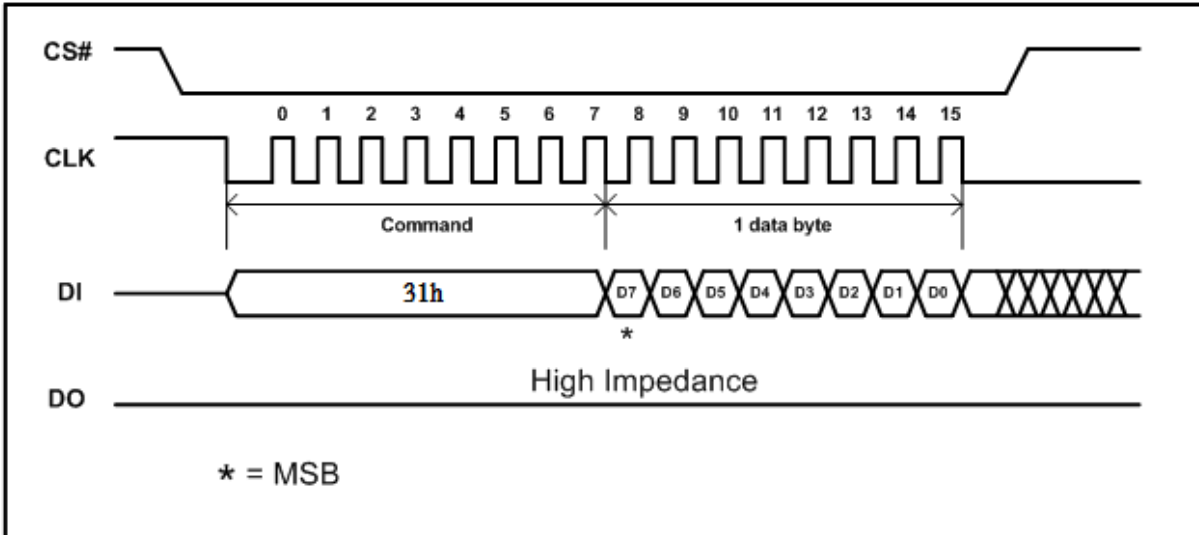 CS#
0 1 2 3 4 5 6 7 8 9 10 11 12 13 14 15
CLK
Command 1 data byte
DI 31h D7 D6 D5 D4 D3 D2 D1 D0
*
High Impedance
DO
* = MSB